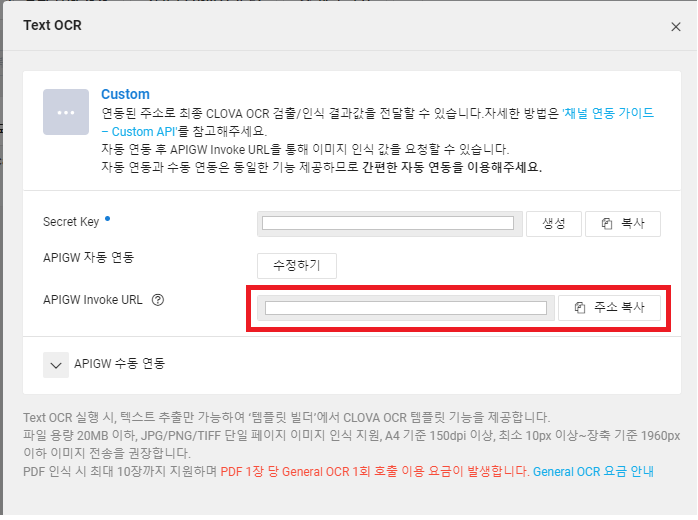 Text OCR
Custom
연동된 주소로 최종 CLOVA OCR 검출/인식 결과값을 전달할 수 있습니다.자세한 방법은 '채널 연동 가이드
– Custom API'를 참고해주세요.
자동 연동 후 APIGW Invoke URL을 통해 이미지 인식 값을 요청할 수 있습니다.
자동 연동과 수동 연동은 동일한 기능 제공하므로 간편한 자동 연동을 이용해주세요.
Secret Key 생성 복사
APIGW 자동 연동 수정하기
APIGW Invoke URL ? 주소 복사
APIGW 수동 연동
Text OCR 실행 시, 텍스트 추출만 가능하여 '템플릿 빌더'에서 CLOVA OCR 템플릿 기능을 제공합니다.
파일 용량 20MB 이하, JPG/PNG/TIFF 단일 페이지 이미지 인식 지원, A4 기준 150dpi 이상, 최소 10px 이상~장축 기준 1960px
이하 이미지 전송을 권장합니다.
PDF 인식 시 최대 10장까지 지원하며 PDF 1장 당 General OCR 1회 호출 이용 요금이 발생합니다. General OCR 요금 안내